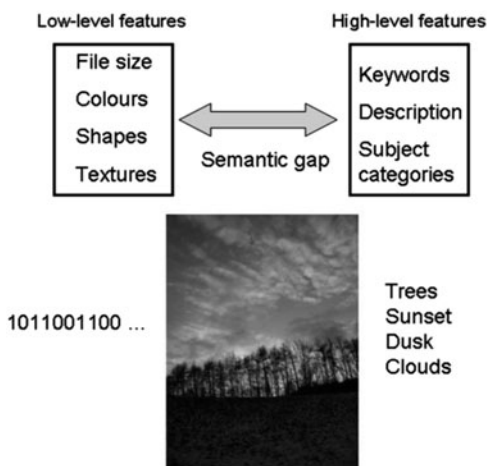 Low-level features
High-level features
File size
Colours
Shapes
Textures
Semantic gap
Keywords
Description
Subject
categories
1011001100 ...
Trees
Sunset
Dusk
Clouds